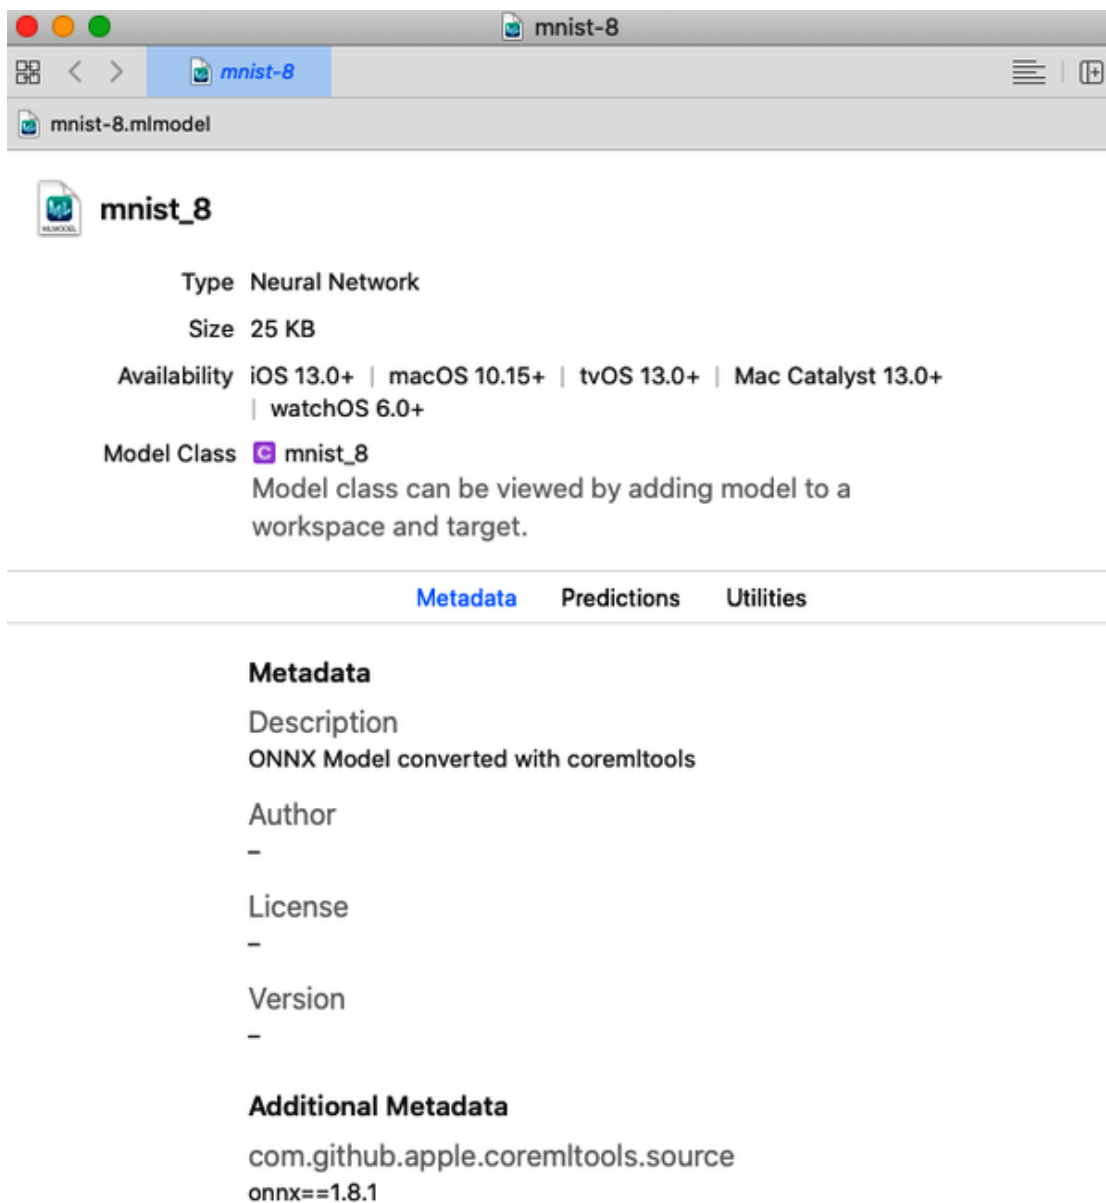 mnist-8
mnist-8
mnist-8.mlmodel
mnist_8
Type Neural Network
Size 25 KB
Availability iOS 13.0+ | macOS 10.15+ | tvOS 13.0+ | Mac Catalyst 13.0+
| watchOS 6.0+
Model Class C mnist_8
Model class can be viewed by adding model to a
workspace and target.
Metadata Predictions Utilities
Metadata
Description
ONNX Model converted with coremltools
Author
–
License
–
Version
–
Additional Metadata
com.github.apple.coremltools.source
onnx==1.8.1